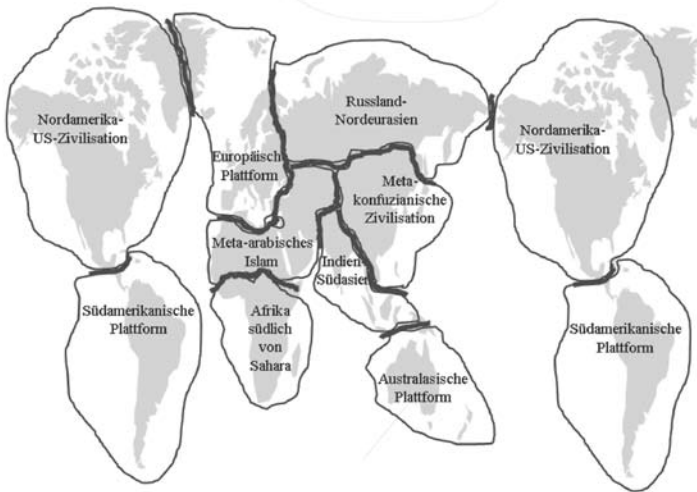 Nordamerika-
US-Zivilisation
Europäisch
Plattform
Russland-
Nordeurasien
Nordamerika-
US-Zivilisation
Meta-
konfuzianische
Zivilisation
Meta-arabisches
Islam
Indien
Südasien
Südamerikanische
Plattform
Afrika
südlich
von
Sahara
Australasische
Plattform
Südamerikanische
Plattform